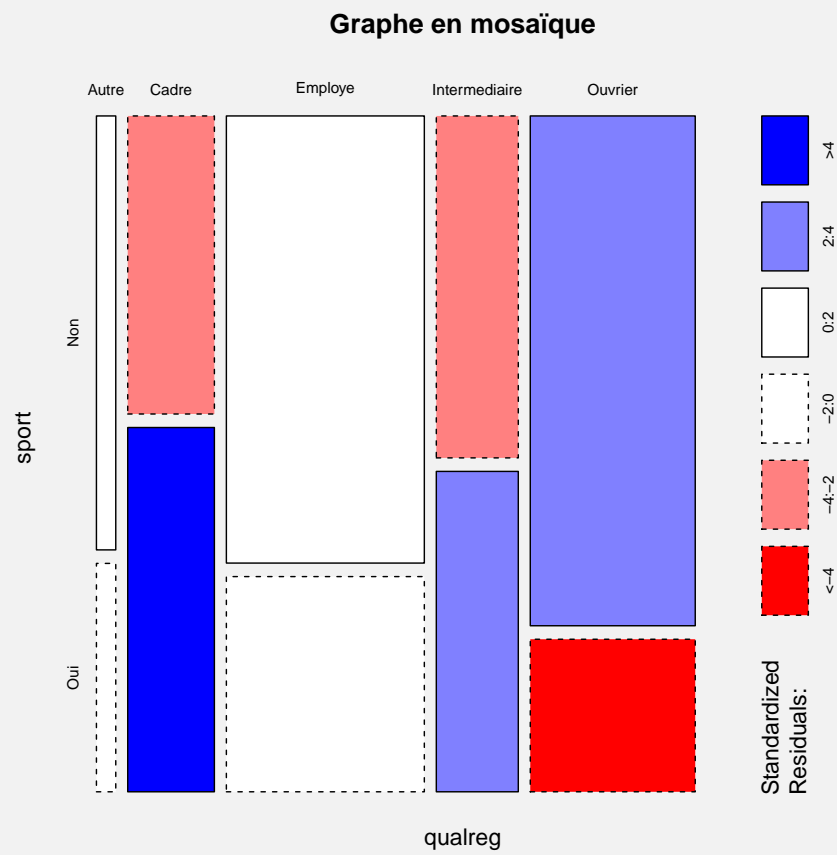 Graphe en mosaïque
Autre Cadre Employe Intermediaire Ouvrier
Non
Oui
sport
qualreg
>4
2:4
0:2
−2:0
−4:−2
<−4
Standardized
Residuals: